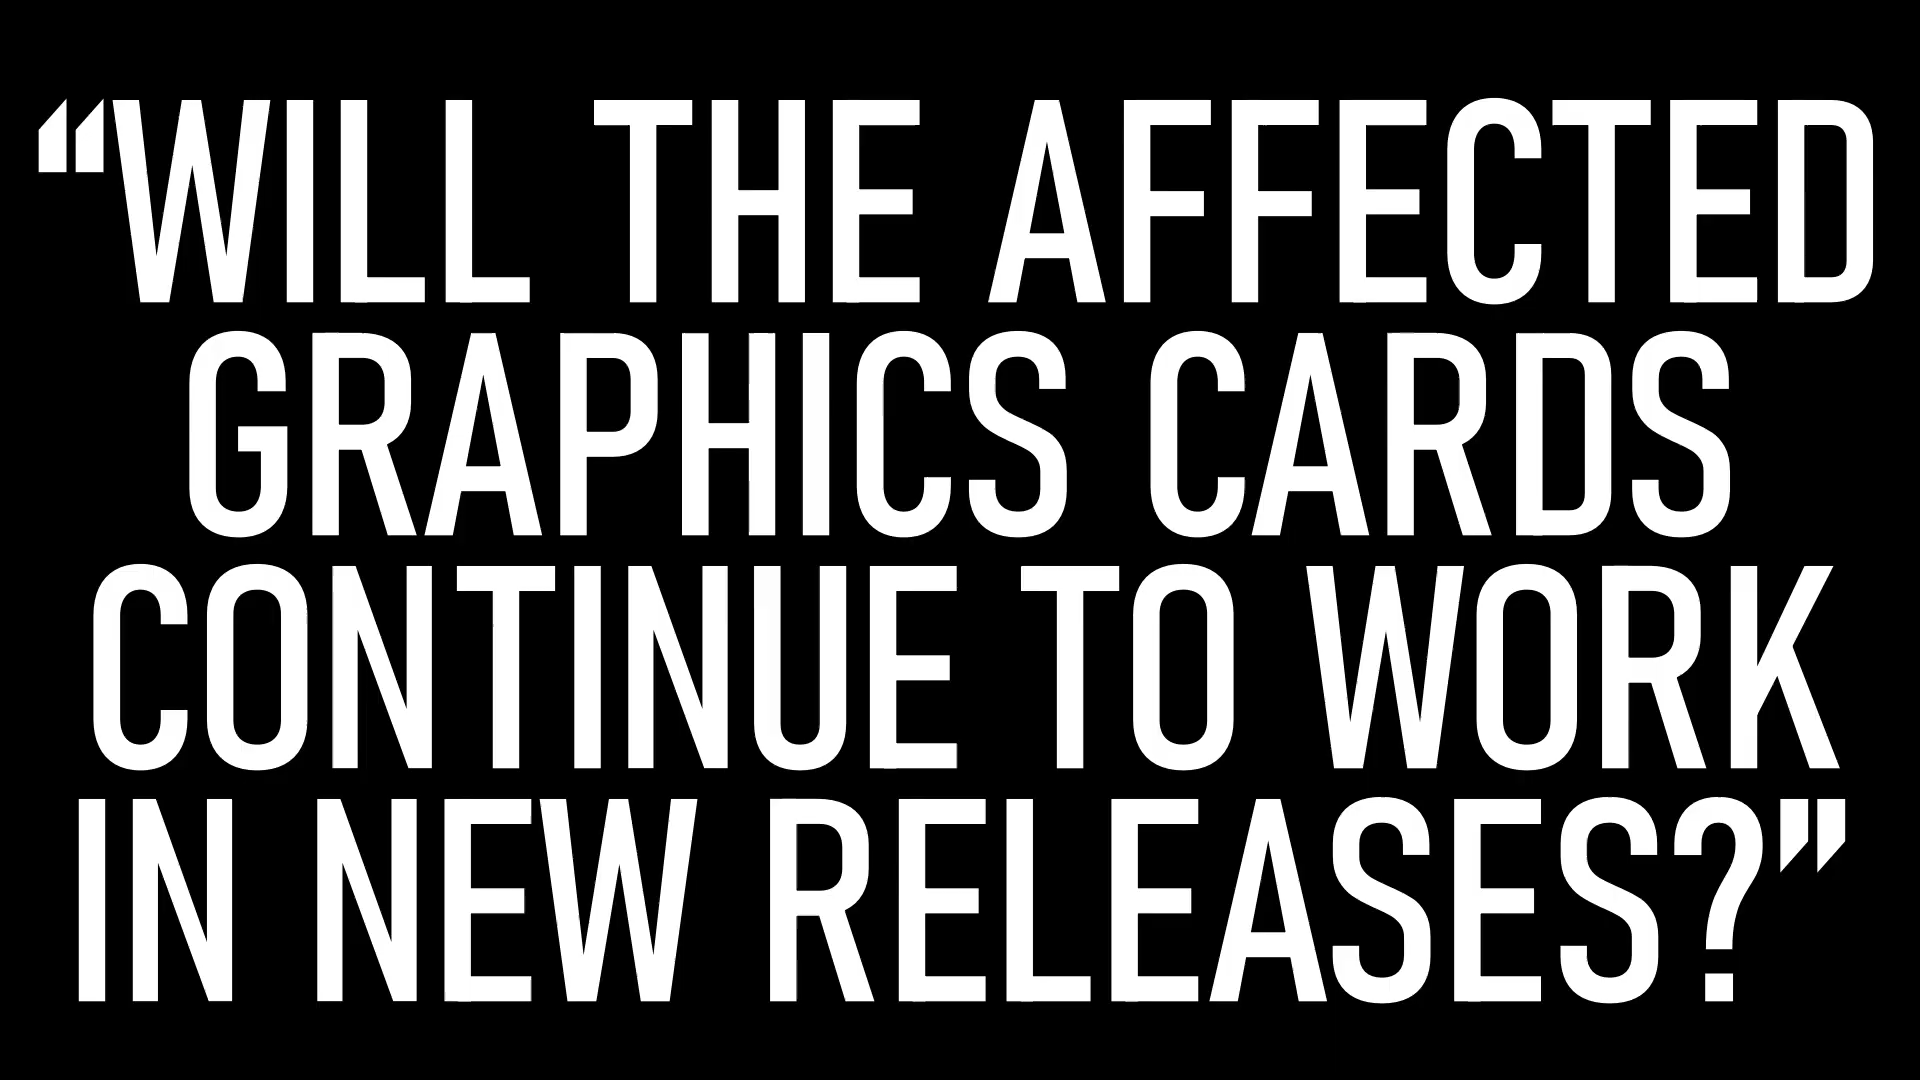 “WILL THE AFFECTED
GRAPHICS CARDS
CONTINUE TO WORK
IN NEW RELEASES?”